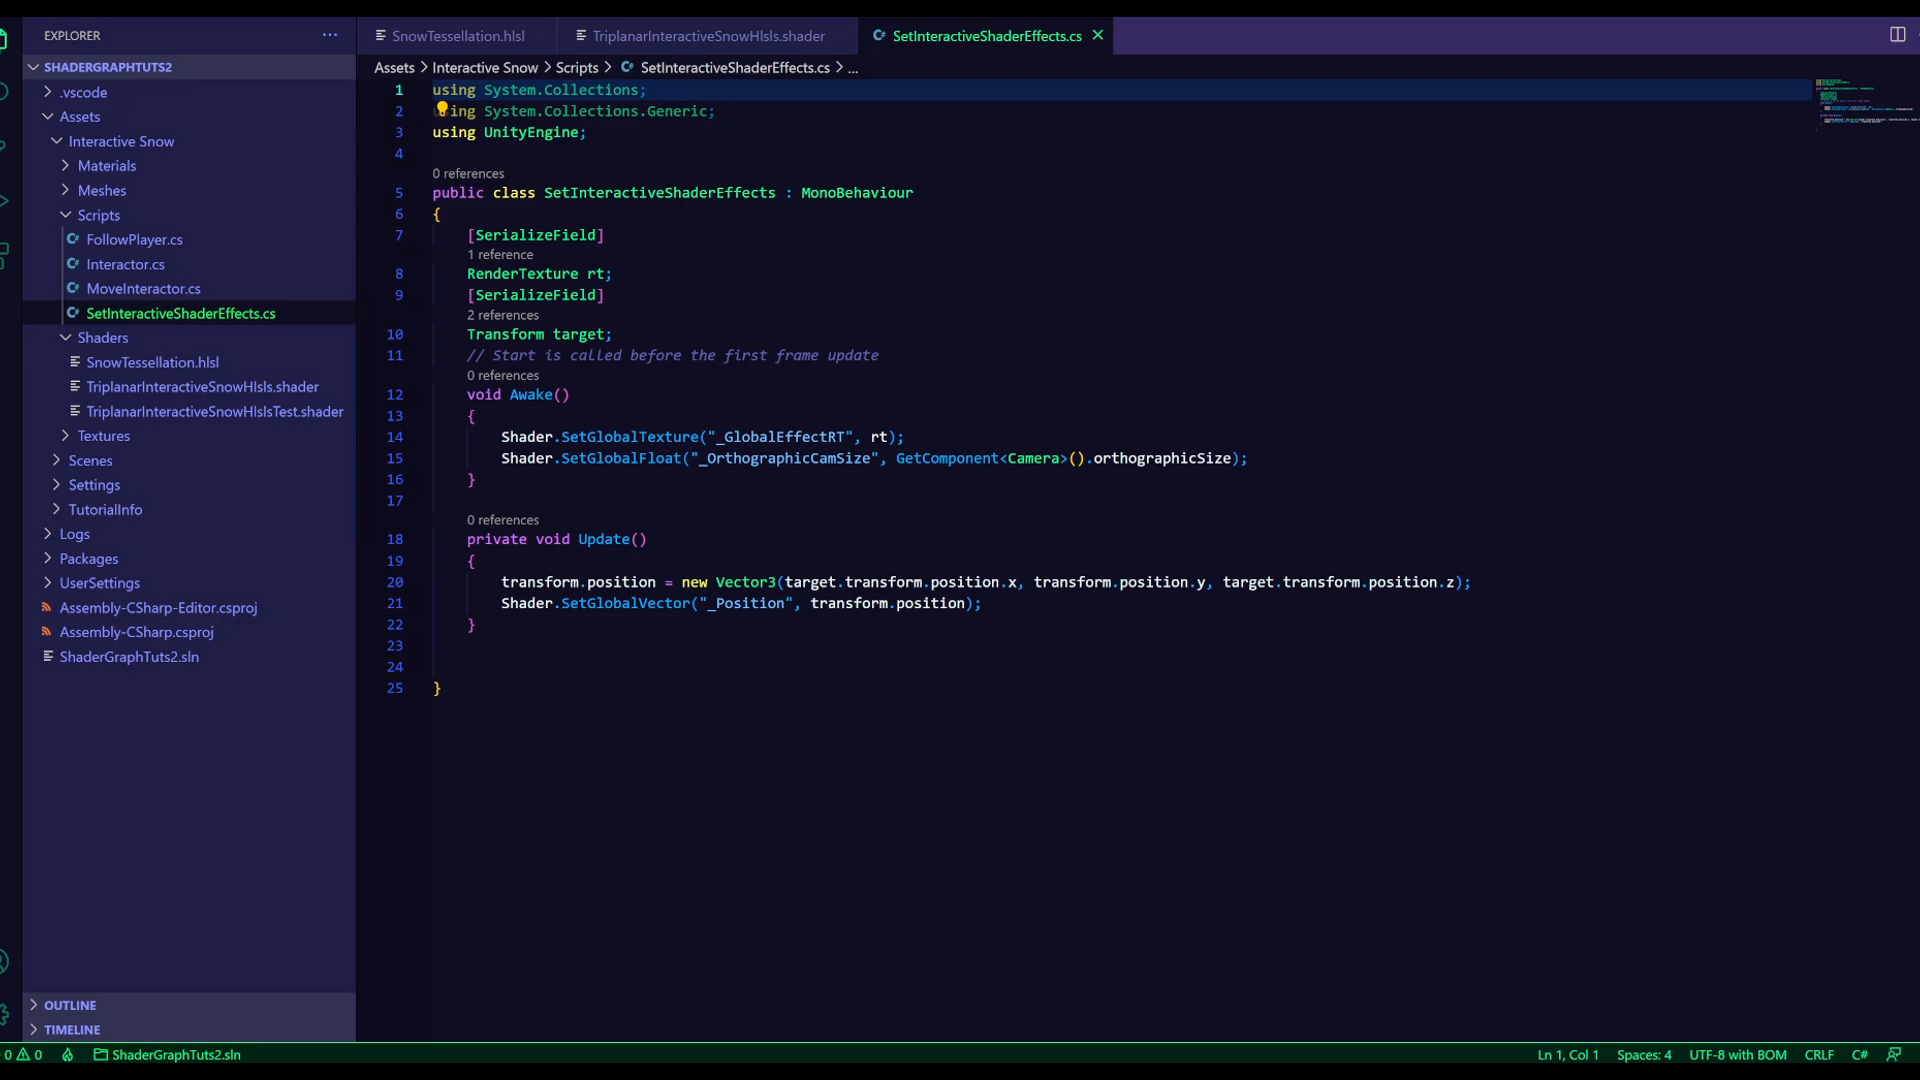 EXPLORER
SHADERGRAPHTUTS2
.vscode
Assets
Interactive Snow
Materials
Meshes
Scripts
FollowPlayer.cs
Interactor.cs
MoveInteractor.cs
SetInteractiveShaderEffects.cs
Shaders
SnowTessellation.hlsl
TriplanarInteractiveSnowHlsls.shader
TriplanarInteractiveSnowHlslsTest.shader
Textures
Scenes
Settings
TutorialInfo
Logs
Packages
UserSettings
Assembly-CSharp-Editor.csproj
Assembly-CSharp.csproj
ShaderGraphTuts2.sln
OUTLINE
TIMELINE
SnowTessellation.hlsl TriplanarInteractiveSnowHlsls.shader SetInteractiveShaderEffects.cs
Assets > Interactive Snow > Scripts > SetInteractiveShaderEffects.cs > ...
1 using System.Collections;
2 ing System.Collections.Generic;
3 using UnityEngine;
4
0 references
5 public class SetInteractiveShaderEffects : MonoBehaviour
6 {
7 [SerializeField]
1 reference
8 RenderTexture rt;
9 [SerializeField]
2 references
10 Transform target;
11 // Start is called before the first frame update
0 references
12 void Awake()
13 {
14 Shader.SetGlobalTexture("_GlobalEffectRT", rt);
15 Shader.SetGlobalFloat("_OrthographicCamSize", GetComponent<Camera>().orthographicSize);
16 }
17
0 references
18 private void Update()
19 {
20 transform.position = new Vector3(target.transform.position.x, transform.position.y, target.transform.position.z);
21 Shader.SetGlobalVector("_Position", transform.position);
22 }
23
24
25 }
0 0 ShaderGraphTuts2.sln Ln 1, Col 1 Spaces: 4 UTF-8 with BOM CRLF C#